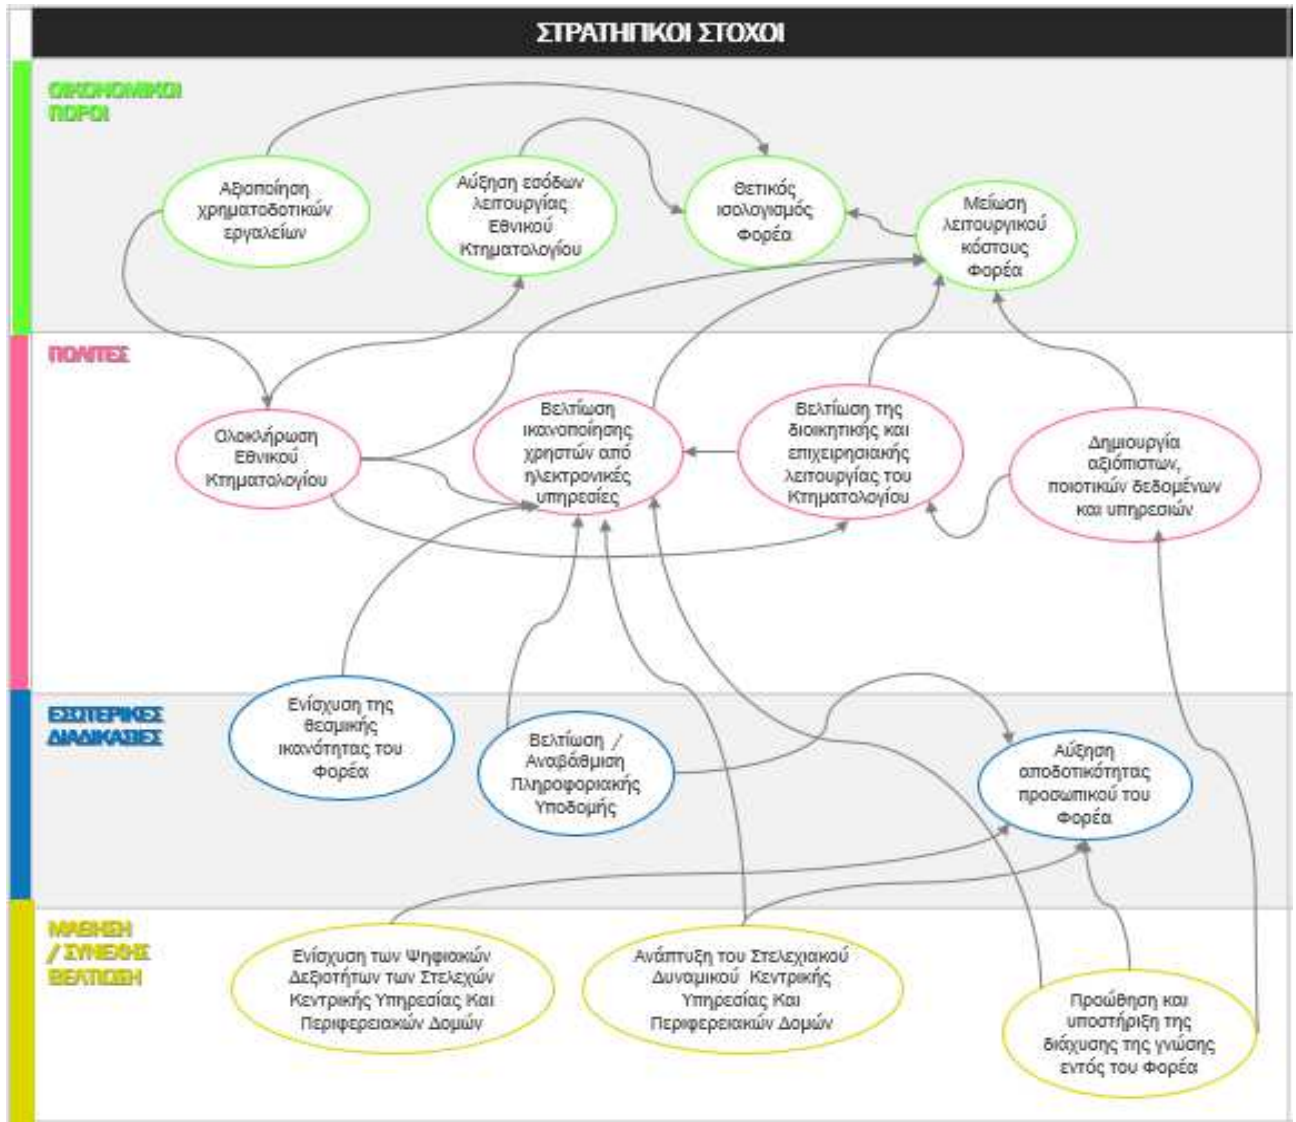 ΣΤΡΑΤΗΓΙΚΟΙ ΣΤΟΧΟΙ
ΟΙΚΟΝΟΜΙΚΟΙ
ΠΟΡΟΙ
Αξιοποίηση
χρηματοδοτικών
εργαλείων
Αύξηση εσόδων
λειτουργίας
Εθνικού
Κτηματολογίου
Θετικός
ισολογισμός
Φορέα
Μείωση
λειτουργικού
κόστους
Φορέα
ΠΟΛΙΤΕΣ
Ολοκλήρωση
Εθνικού
Κτηματολογίου
Βελτίωση
ικανοποίησης
χρηστών από
ηλεκτρονικές
υπηρεσίες
Βελτίωση της
διοικητικής και
επιχειρησιακής
λειτουργίας του
Κτηματολογίου
Δημιουργία
αξιόπιστων,
ποιοτικών δεδομένων
και υπηρεσιών
ΕΣΩΤΕΡΙΚΕΣ
ΔΙΑΔΙΚΑΣΙΕΣ
Ενίσχυση της
θεσμικής
ικανότητας του
Φορέα
Βελτίωση /
Αναβάθμιση
Πληροφοριακής
Υποδομής
Αύξηση
αποδοτικότητας
προσωπικού του
Φορέα
ΜΑΘΗΣΗ
/ ΣΥΝΕΧΗΣ
ΒΕΛΤΙΩΣΗ
Ενίσχυση των Ψηφιακών
Δεξιοτήτων των Στελεχών
Κεντρικής Υπηρεσίας Και
Περιφερειακών Δομών
Ανάπτυξη του Στελεχιακού
Δυναμικού Κεντρικής
Υπηρεσίας Και
Περιφερειακών Δομών
Προώθηση και
υποστήριξη της
διάχυσης της γνώσης
εντός του Φορέα